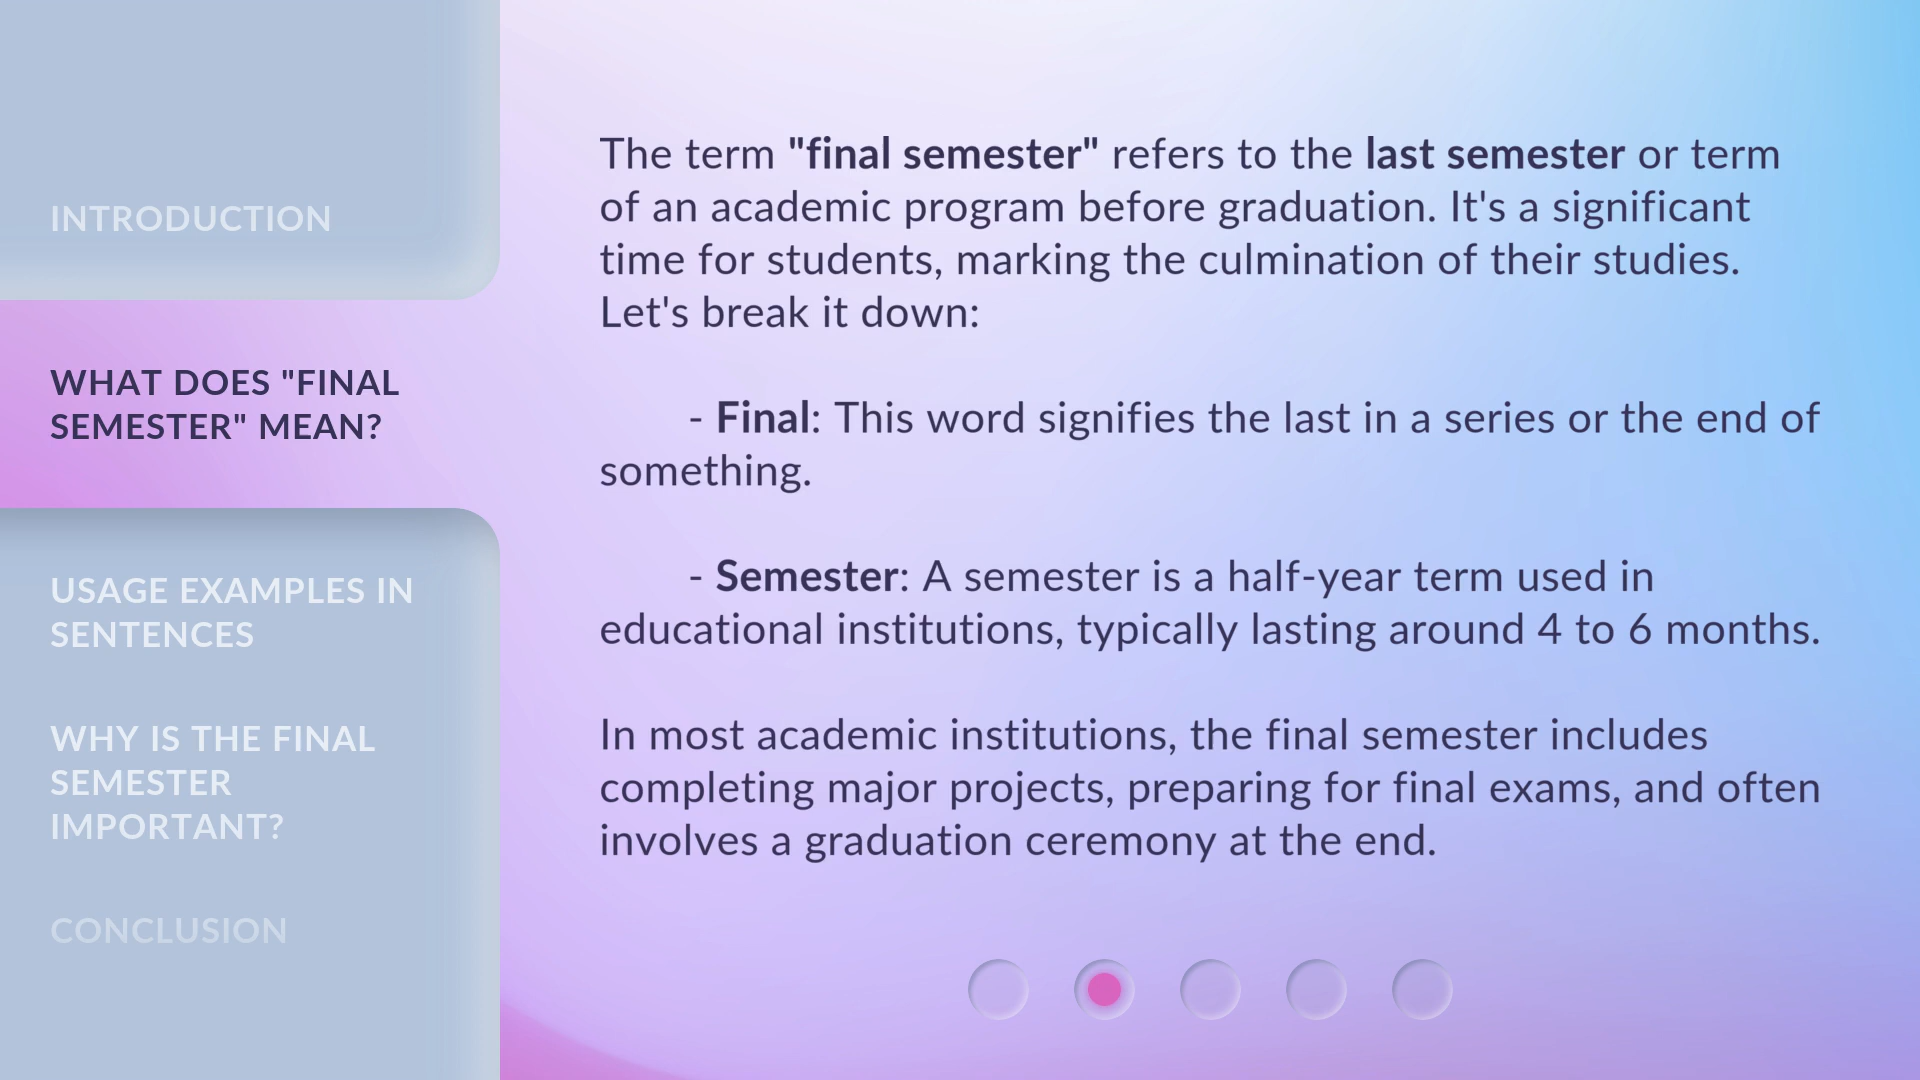 INTRODUCTION
WHAT DOES "FINAL
SEMESTER" MEAN?
USAGE EXAMPLES IN
SENTENCES
WHY IS THE FINAL
SEMESTER
IMPORTANT?
CONCLUSION
The term "final semester" refers to the last semester or term
of an academic program before graduation. It's a significant
time for students, marking the culmination of their studies.
Let's break it down:
- Final: This word signifies the last in a series or the end of
something.
- Semester: A semester is a half-year term used in
educational institutions, typically lasting around 4 to 6 months.
In most academic institutions, the final semester includes
completing major projects, preparing for final exams, and often
involves a graduation ceremony at the end.